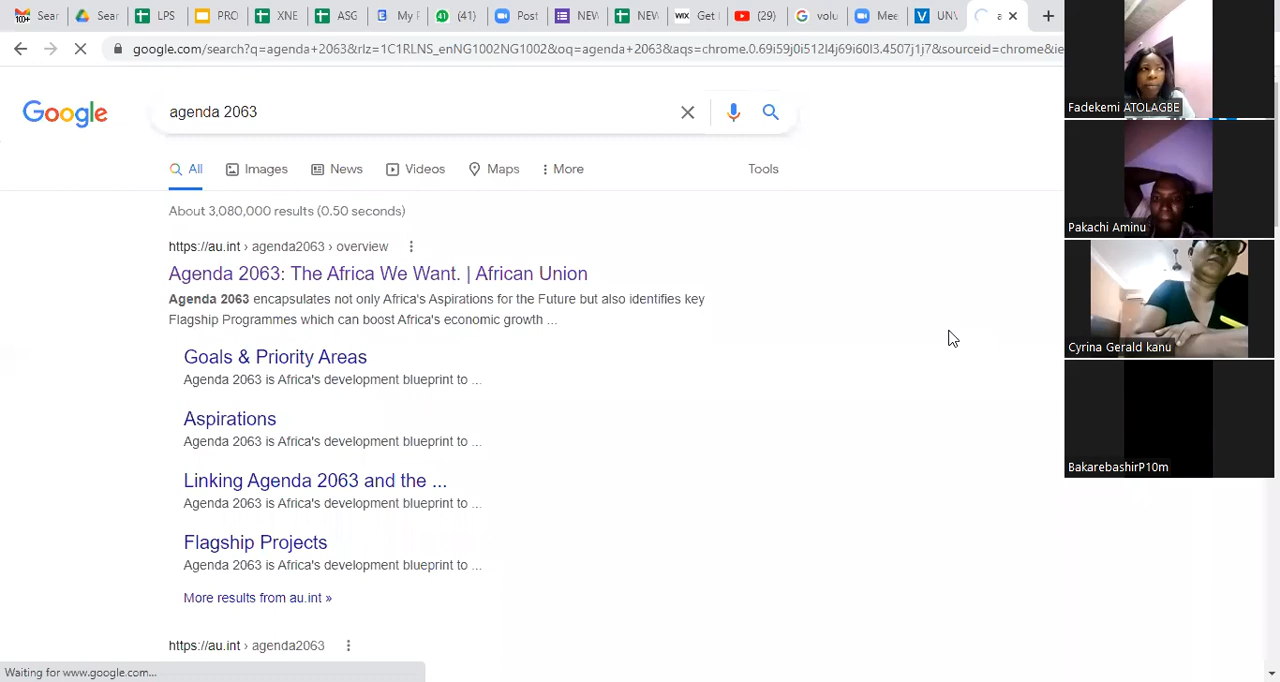 Sear
Sear
LPS
PRO
XNE
ASG
My F
(41)
Post
NEW
NEW
WIX
Get I
(29)
volu
Mee
UNV
a
google.com/search?q=agenda+2063&rlz=1C1RLNS_enNG1002NG1002&oq=agenda+2063&aqs=chrome.0.69i59j0i512l4j69i60l3.4507j1j7&sourceid=chrome&ie
Google
agenda 2063
All
Images
News
Videos
Maps
More
Tools
About 3,080,000 results (0.50 seconds)
https://au.int › agenda2063 › overview
Agenda 2063: The Africa We Want. | African Union
Agenda 2063 encapsulates not only Africa's Aspirations for the Future but also identifies key
Flagship Programmes which can boost Africa's economic growth ...
Goals & Priority Areas
Agenda 2063 is Africa's development blueprint to ...
Aspirations
Agenda 2063 is Africa's development blueprint to ...
Linking Agenda 2063 and the ...
Agenda 2063 is Africa's development blueprint to ...
Flagship Projects
Agenda 2063 is Africa's development blueprint to ...
More results from au.int »
https://au.int › agenda2063
Waiting for www.google.com...
Fadekemi ATOLAGBE
Pakachi Aminu
Cyrina Gerald kanu
BakarebashirP10m